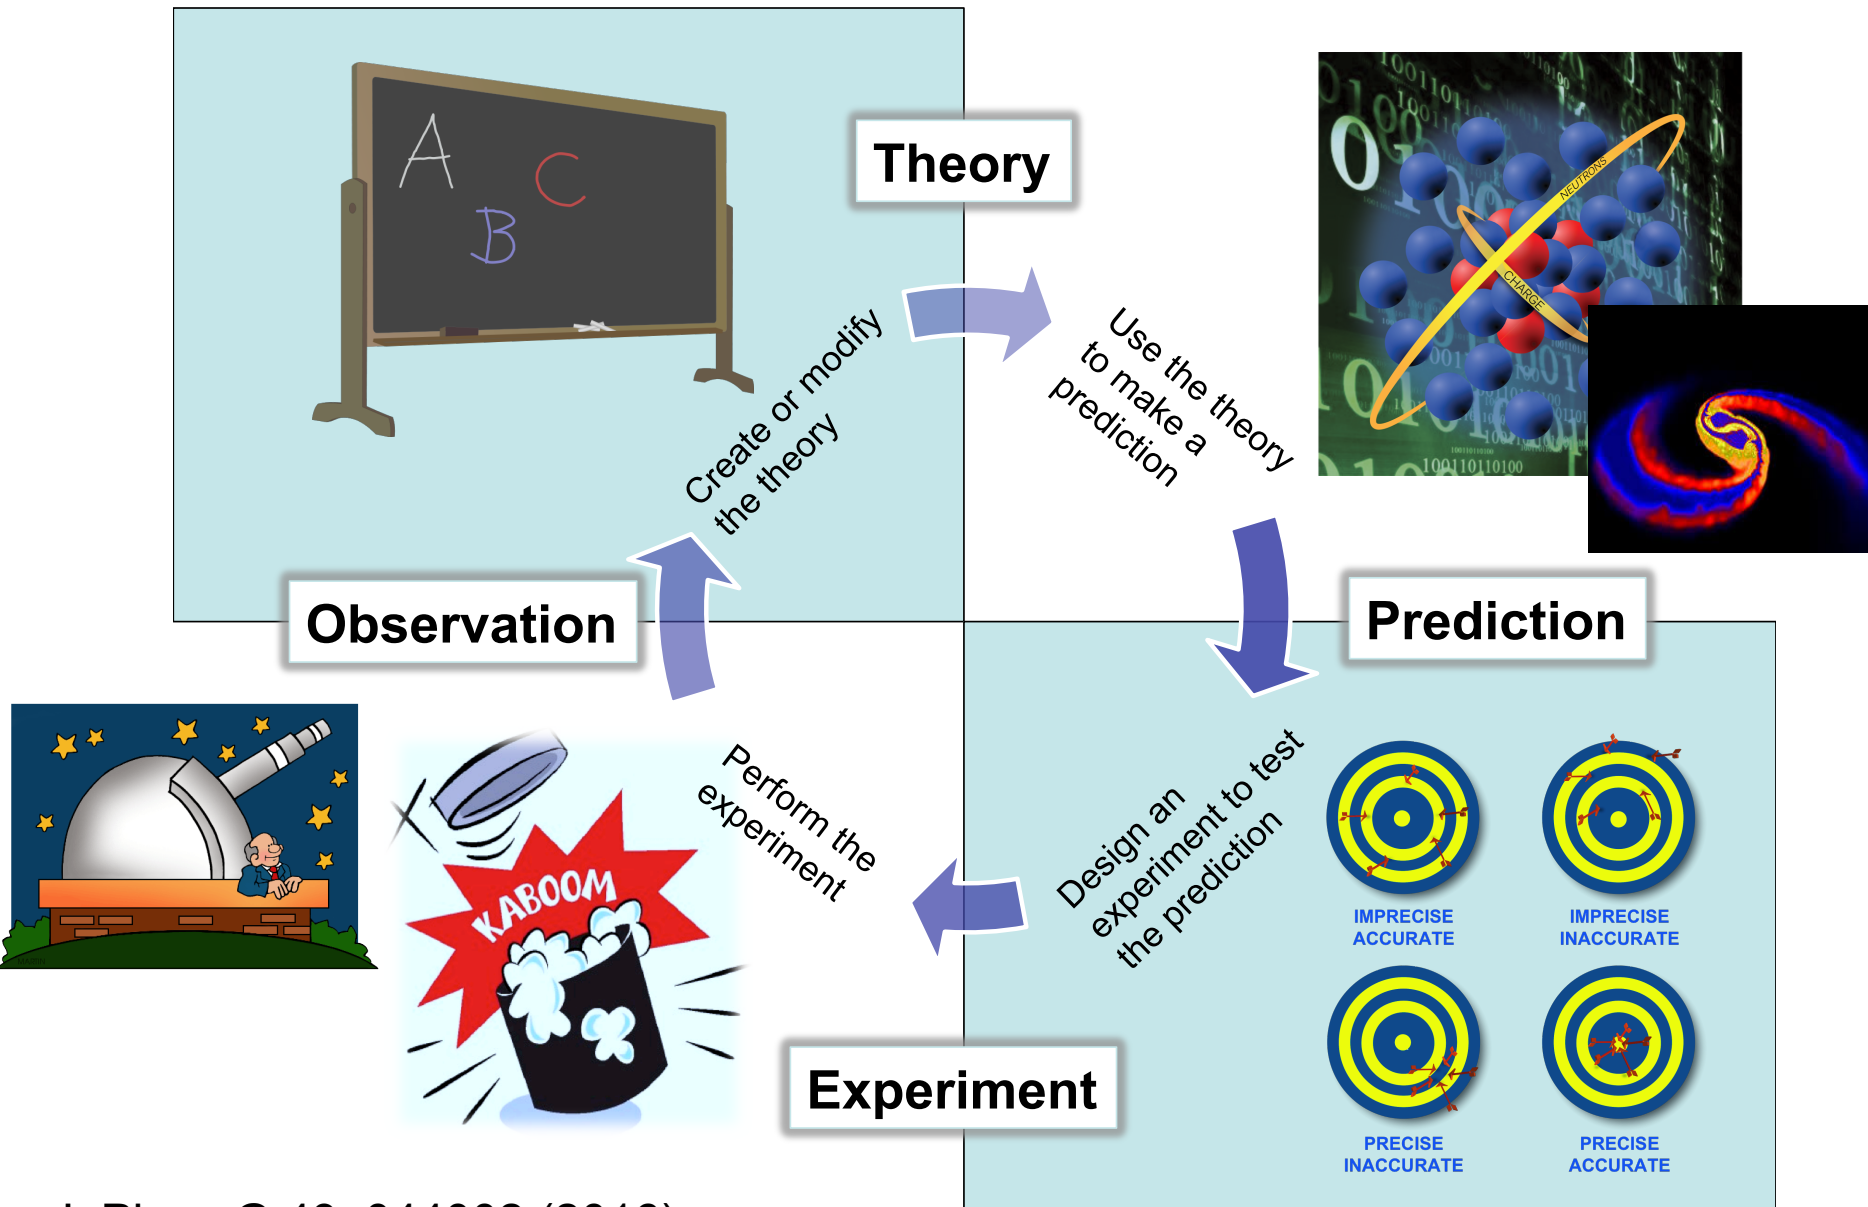 A
C
B
Theory
NEUTRONS
CHARGE
100110110100
Create or modify
the theory
Use the theory
to make a
prediction
Observation
Prediction
KABOOM
Perform the
experiment
Design an
experiment to test
the prediction
IMPRECISE
ACCURATE
IMPRECISE
INACCURATE
PRECISE
INACCURATE
PRECISE
ACCURATE
Experiment